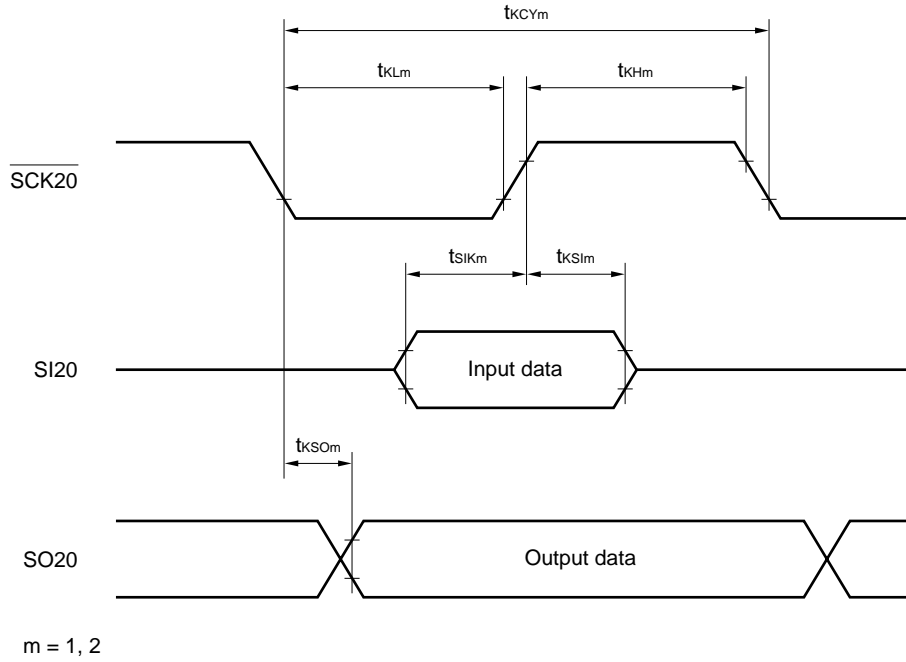 tKCYm
tKLm
tKHm
SCK20
tSIKm
tKSIm
SI20
Input data
tKSOm
SO20
Output data
m = 1, 2